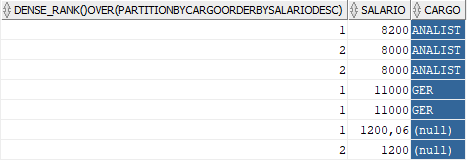 DENSE_RANK()OVER(PARTITIONBYCARGOORDERBYSALARIODESC) SALARIO CARGO
1 8200 ANALIST
2 8000 ANALIST
2 8000 ANALIST
1 11000 GER
1 11000 GER
1 1200,06 (null)
2 1200 (null)